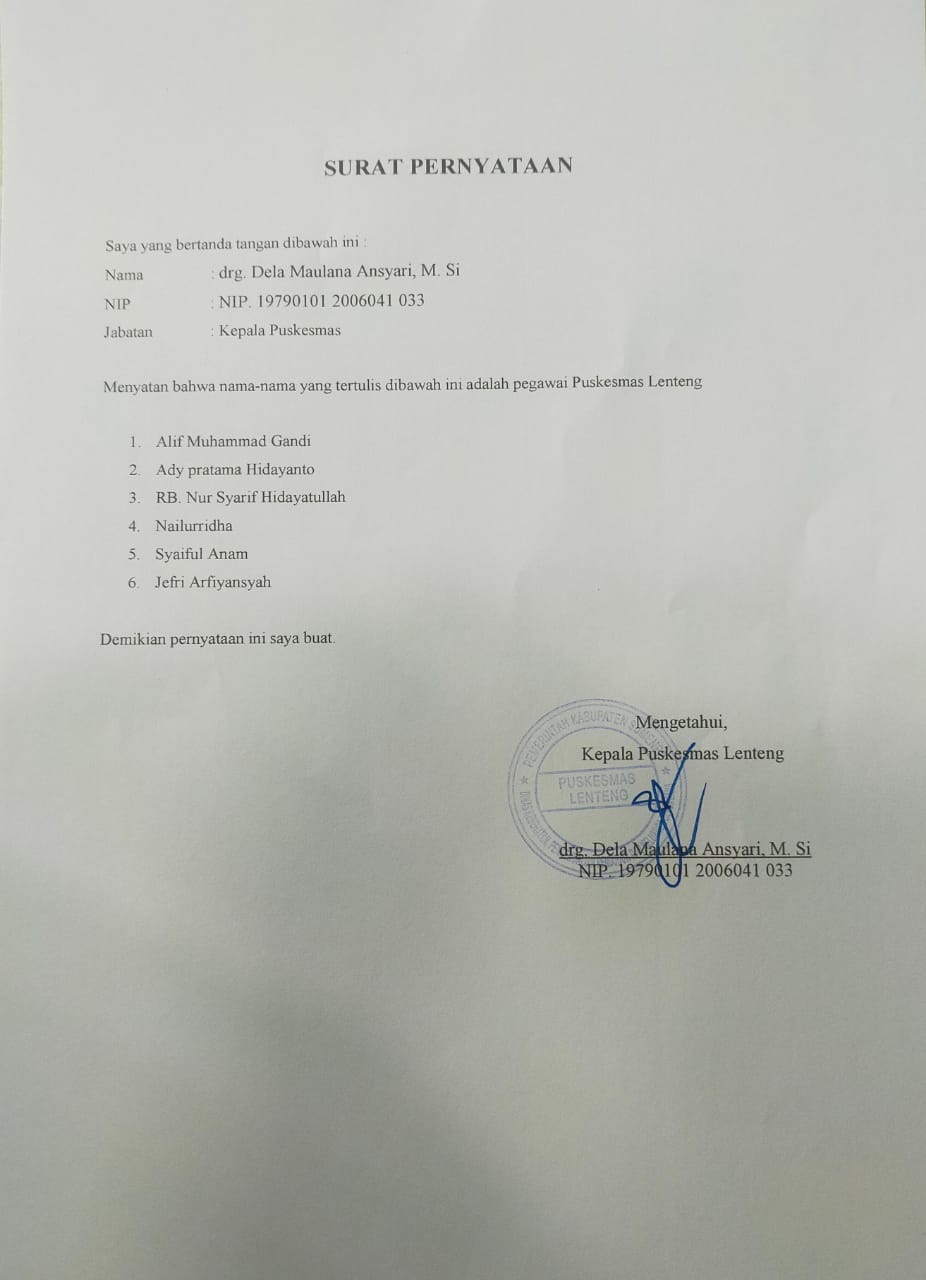 SURAT PERNYATAAN
Saya yang bertanda tangan dibawah ini :
Nama : drg. Dela Maulana Ansyari, M. Si
NIP : NIP. 19790101 2006041 033
Jabatan : Kepala Puskesmas
Menyatan bahwa nama-nama yang tertulis dibawah ini adalah pegawai Puskesmas Lenteng
1. Alif Muhammad Gandi
2. Ady pratama Hidayanto
3. RB. Nur Syarif Hidayatullah
4. Nailurridha
5. Syaiful Anam
6. Jefri Arfiyansyah
Demikian pernyataan ini saya buat.
Mengetahui,
Kepala Puskesmas Lenteng
PEMERINTAH KABUPATEN
PUSKESMAS
LENTENG
drg. Dela Maulana Ansyari, M. Si
NIP. 19790101 2006041 033